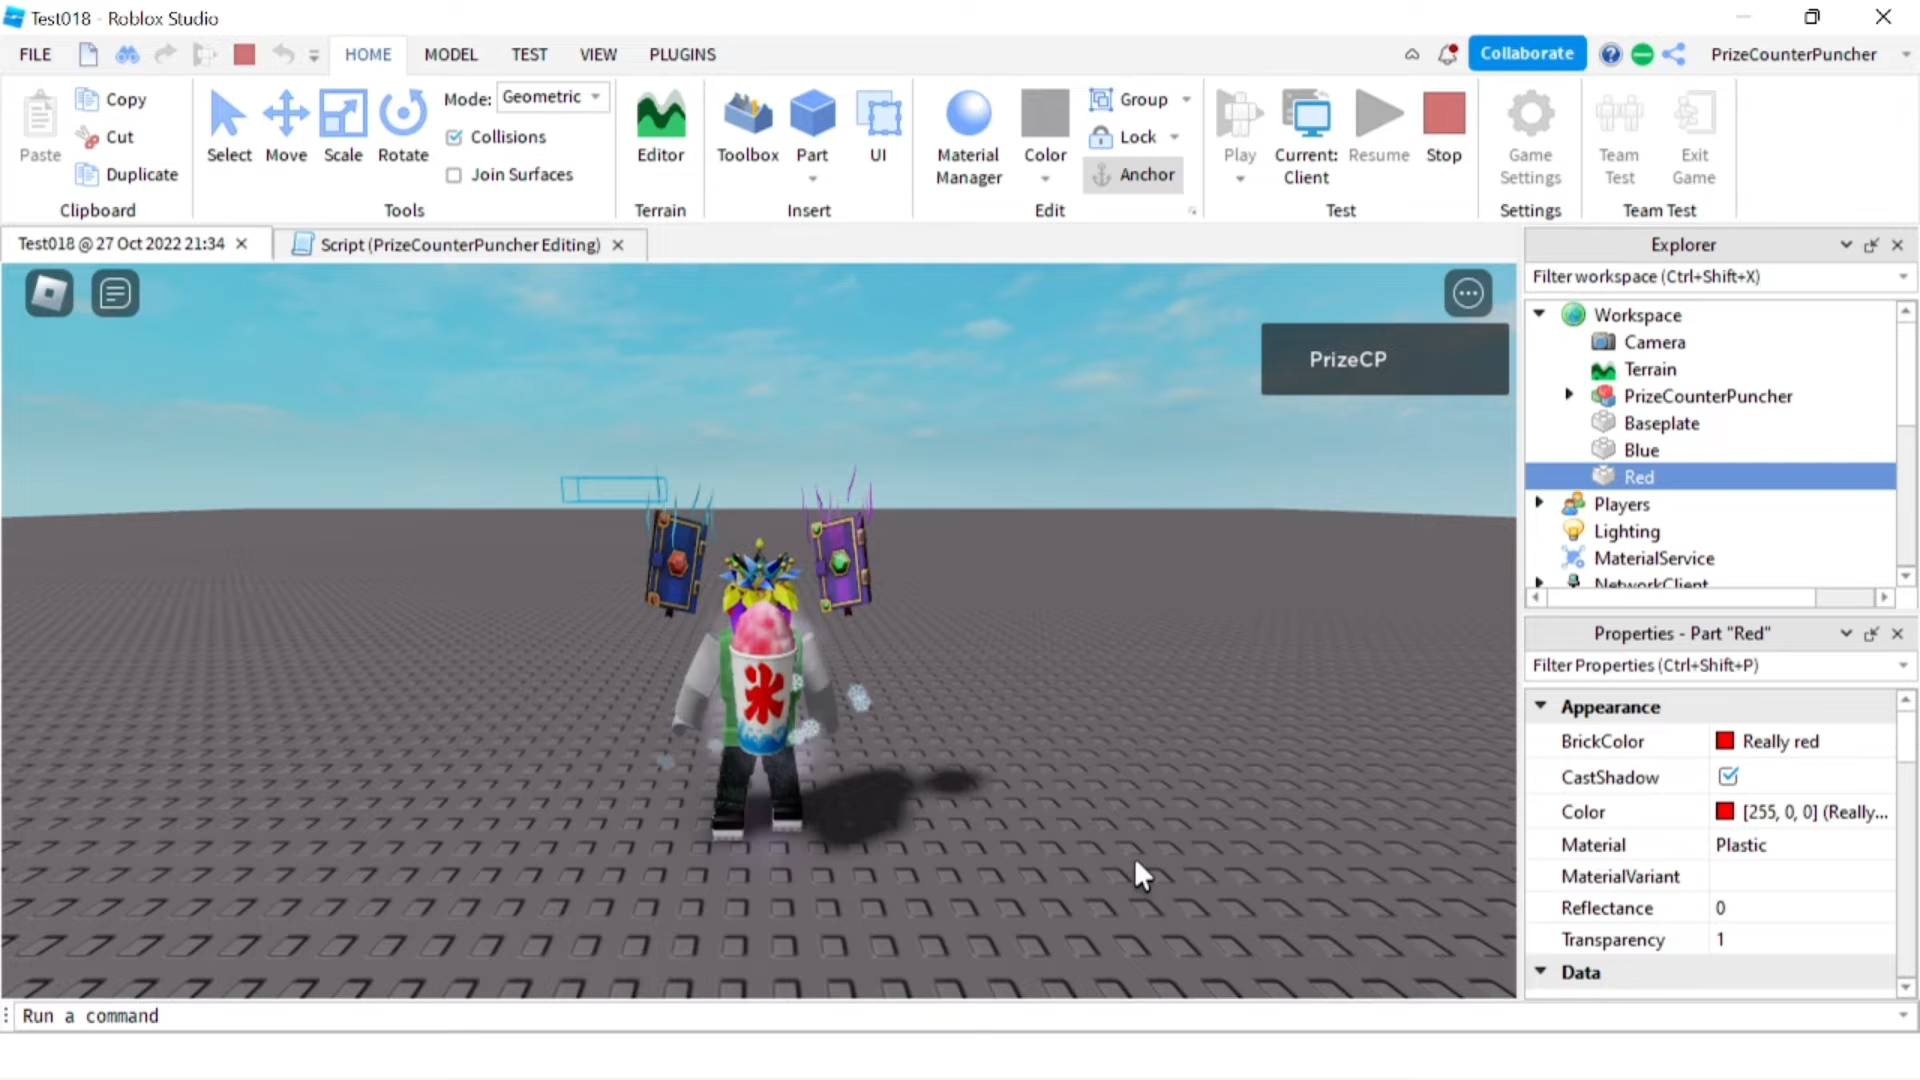 Test018 - Roblox Studio
FILE
HOME
MODEL
TEST
VIEW
PLUGINS
Collaborate
PrizeCounterPuncher
Paste
Copy
Cut
Duplicate
Clipboard
Select
Move
Scale
Rotate
Mode: Geometric
Collisions
Join Surfaces
Tools
Editor
Terrain
Toolbox
Part
UI
Insert
Material
Manager
Color
Group
Lock
Anchor
Edit
Play
Current:
Client
Resume
Stop
Test
Game
Settings
Settings
Team
Test
Exit
Game
Team Test
Test018 @ 27 Oct 2022 21:34
Script (PrizeCounterPuncher Editing)
PrizeCP
氷
Explorer
Filter workspace (Ctrl+Shift+X)
Workspace
Camera
Terrain
PrizeCounterPuncher
Baseplate
Blue
Red
Players
Lighting
MaterialService
NetworkClient
Properties - Part "Red"
Filter Properties (Ctrl+Shift+P)
Appearance
BrickColor Really red
CastShadow
Color [255, 0, 0] (Really...
Material Plastic
MaterialVariant
Reflectance 0
Transparency 1
Data
Run a command